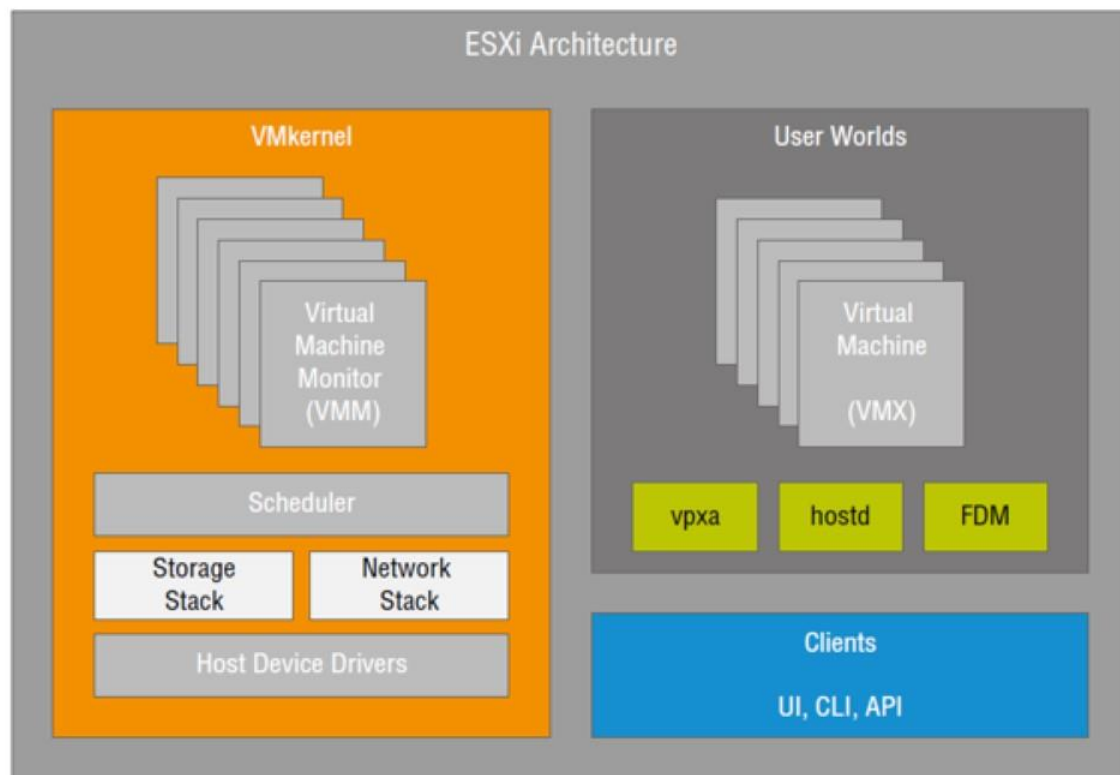 ESXi Architecture
VMkernel
Virtual
Machine
Monitor
(VMM)
Scheduler
Storage
Stack
Network
Stack
Host Device Drivers
User Worlds
Virtual
Machine
(VMX)
vpxa
hostd
FDM
Clients
UI, CLI, API